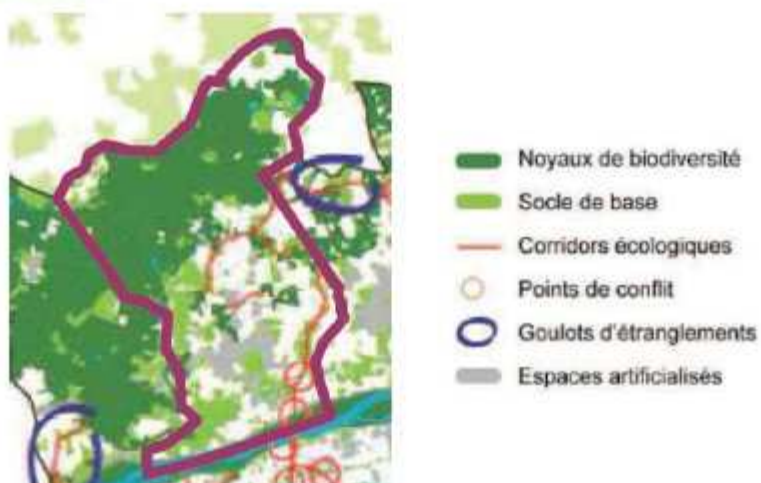 Noyaux de biodiversité
Socle de base
Corridors écologiques
Points de conflit
Goulots d'étranglements
Espaces artificialisés